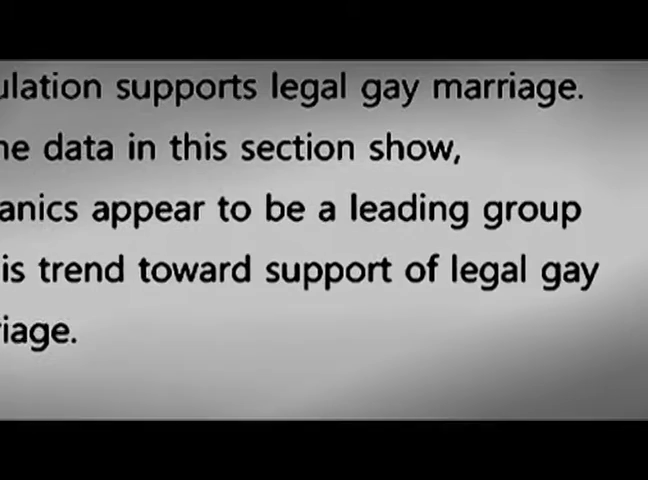 ulation supports legal gay marriage.
ne data in this section show,
anics appear to be a leading group
is trend toward support of legal gay
riage.